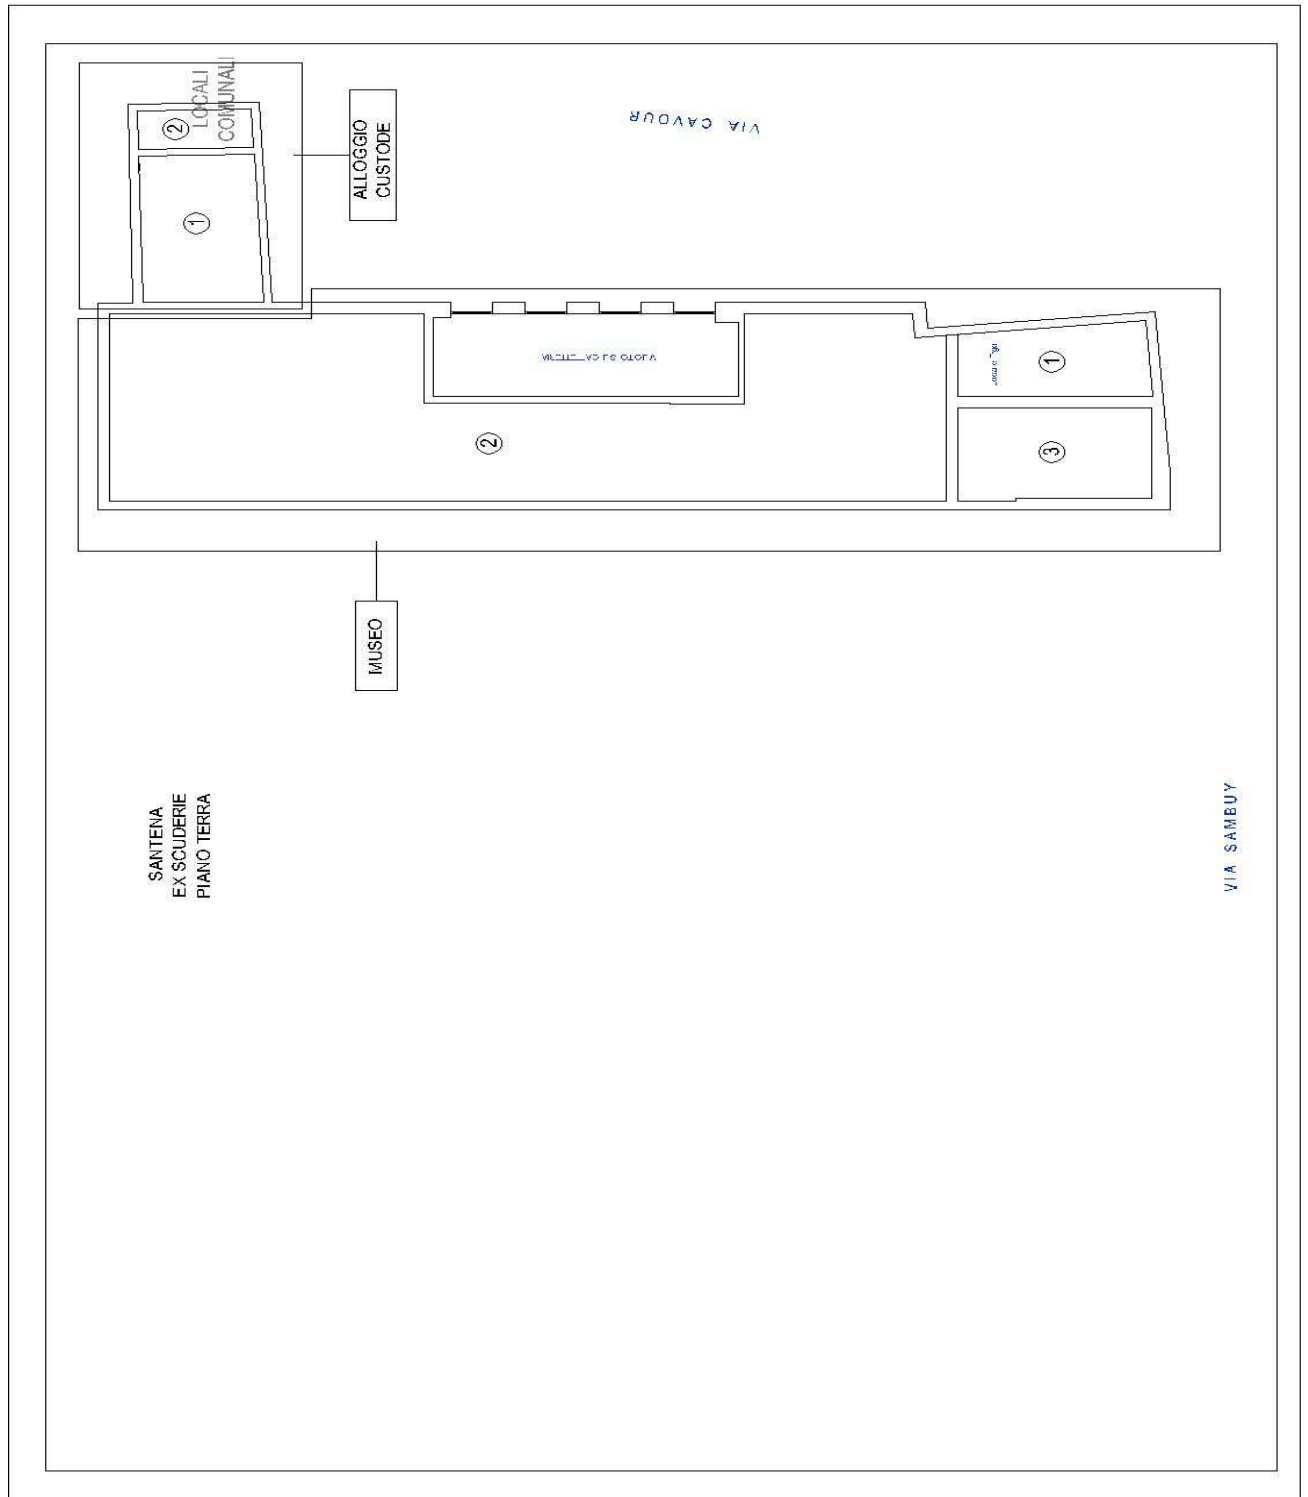 LOCALI
COMUNALI
②
①
ALLOGGIO
CUSTODE
VIA CAVOUR
①
②
③
MUSEO
SANTENA
EX SCUDERIE
PIANO TERRA
VIA SAMBUY